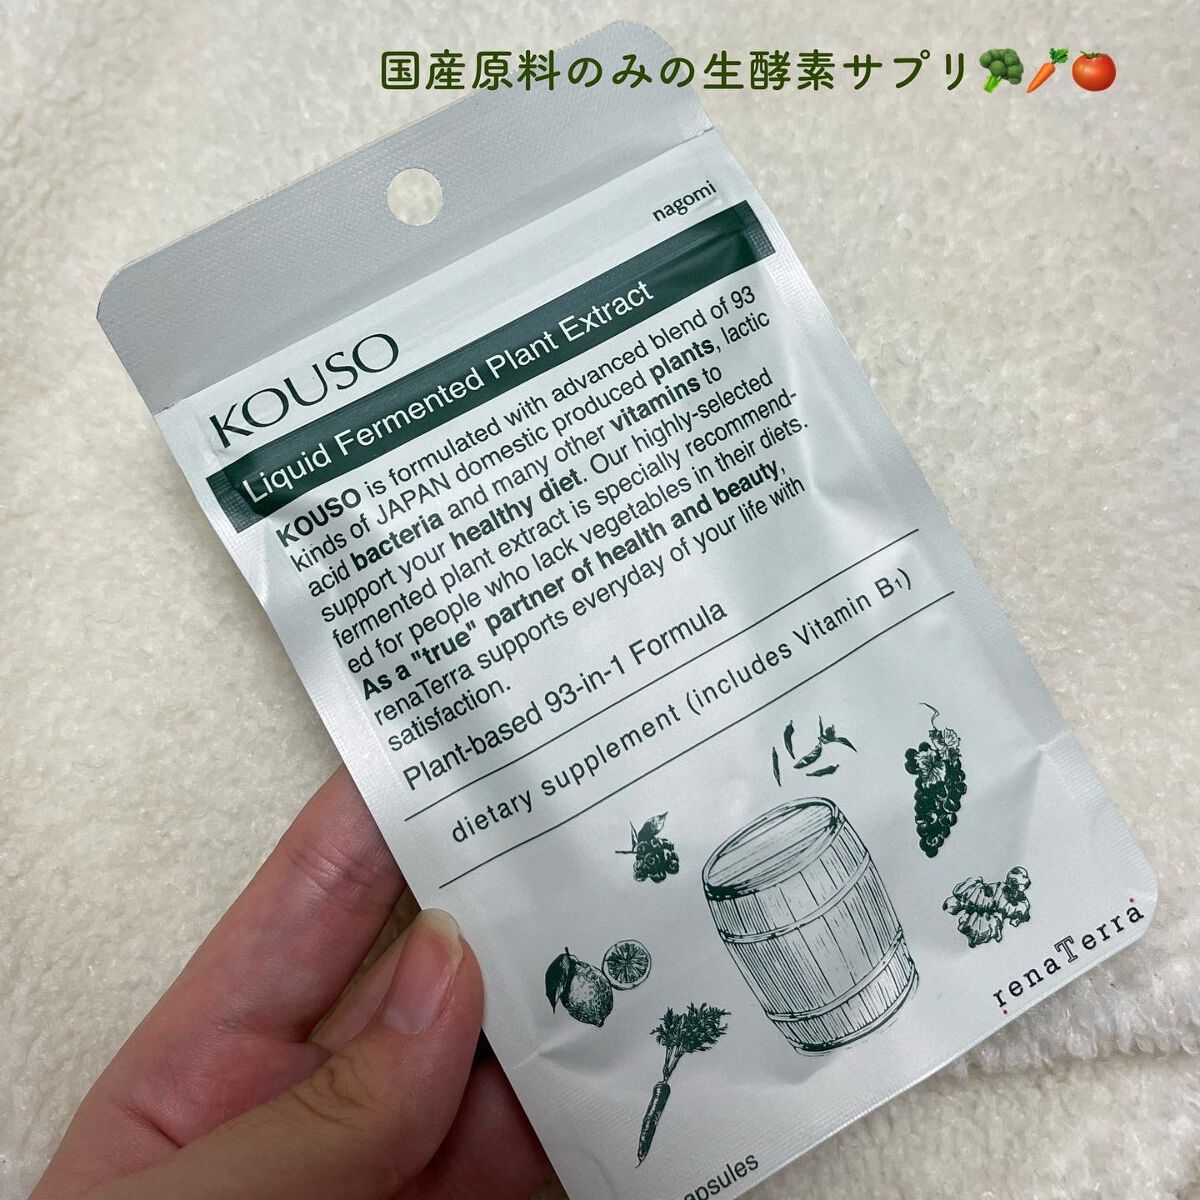 国産原料のみの生酵素サプリ🥦🥕🍅
nagomi
KOUSO
Liquid Fermented Plant Extract
KOUSO is formulated with advanced blend of 93
kinds of JAPAN domestic produced plants, lactic
acid bacteria and many other vitamins to
support your healthy diet. Our highly-selected
fermented plant extract is specially recommend-
ed for people who lack vegetables in their diets.
As a "true" partner of health and beauty,
renaTerra supports everyday of your life with
satisfaction.
Plant-based 93-in-1 Formula
dietary supplement (includes Vitamin B₁)
renaTerra